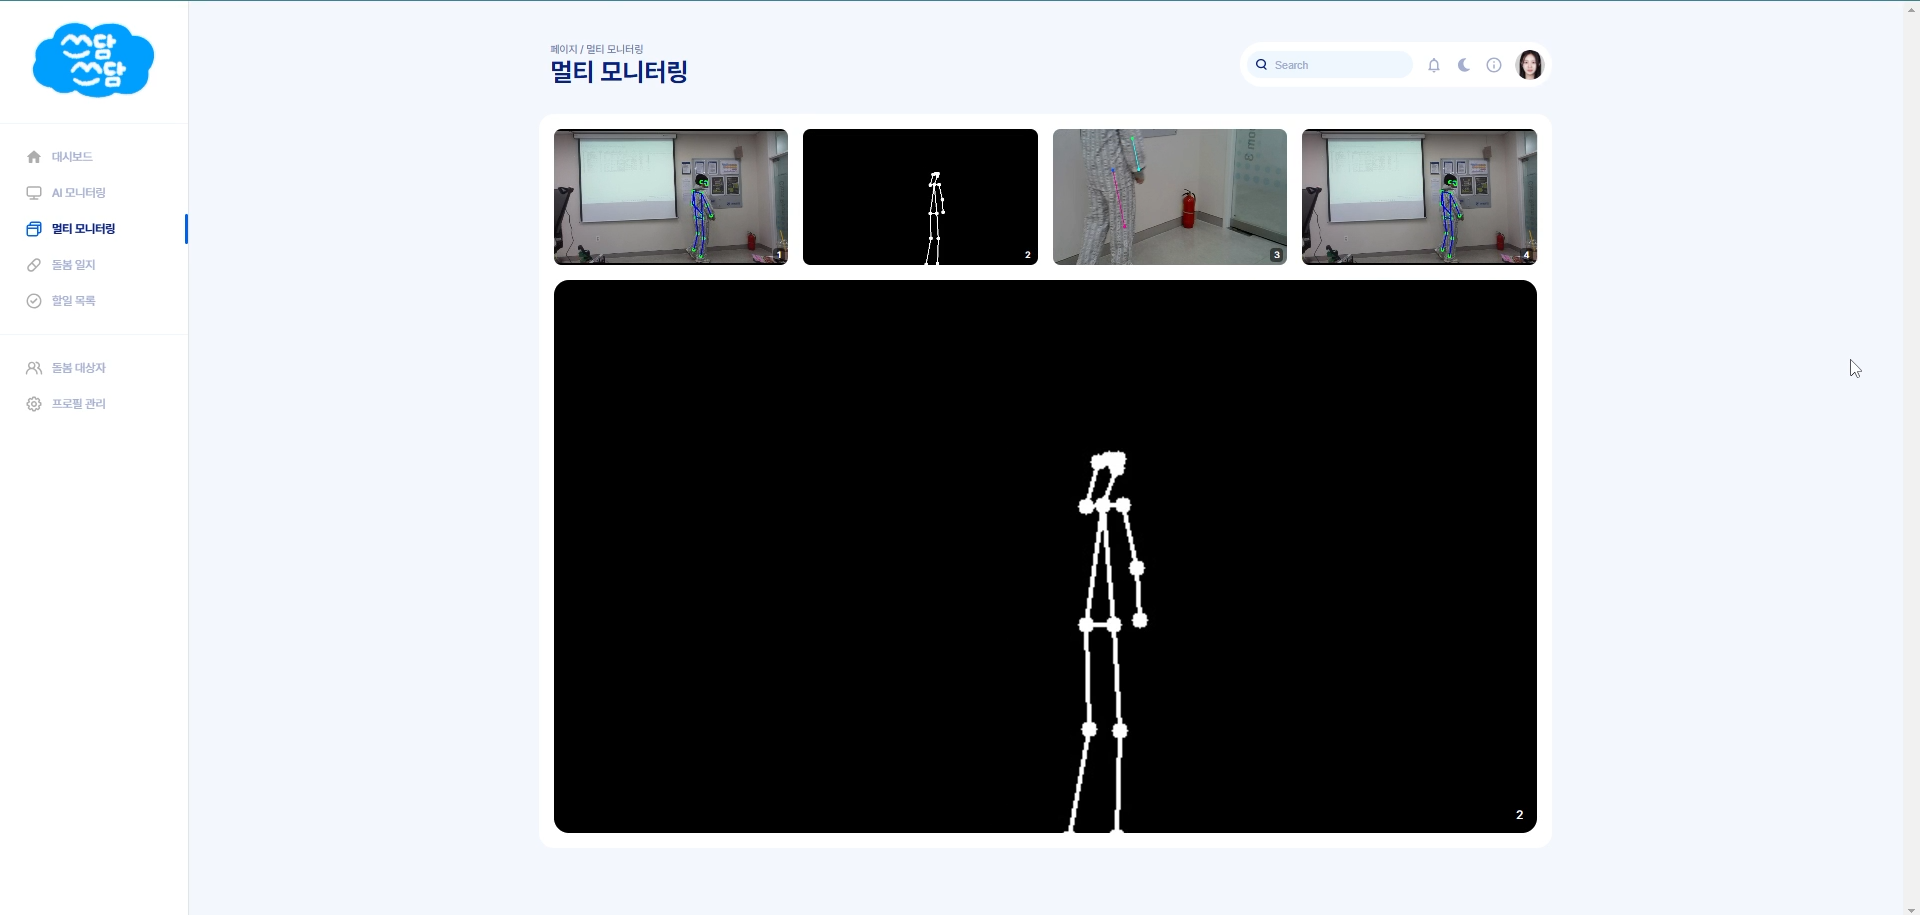 쓰담
쓰담
페이지 / 멀티 모니터링
멀티 모니터링
Search
대시보드
AI 모니터링
멀티 모니터링
돌봄 일지
할일 목록
돌봄 대상자
프로필 관리
1
2
8 mor
3
4
2